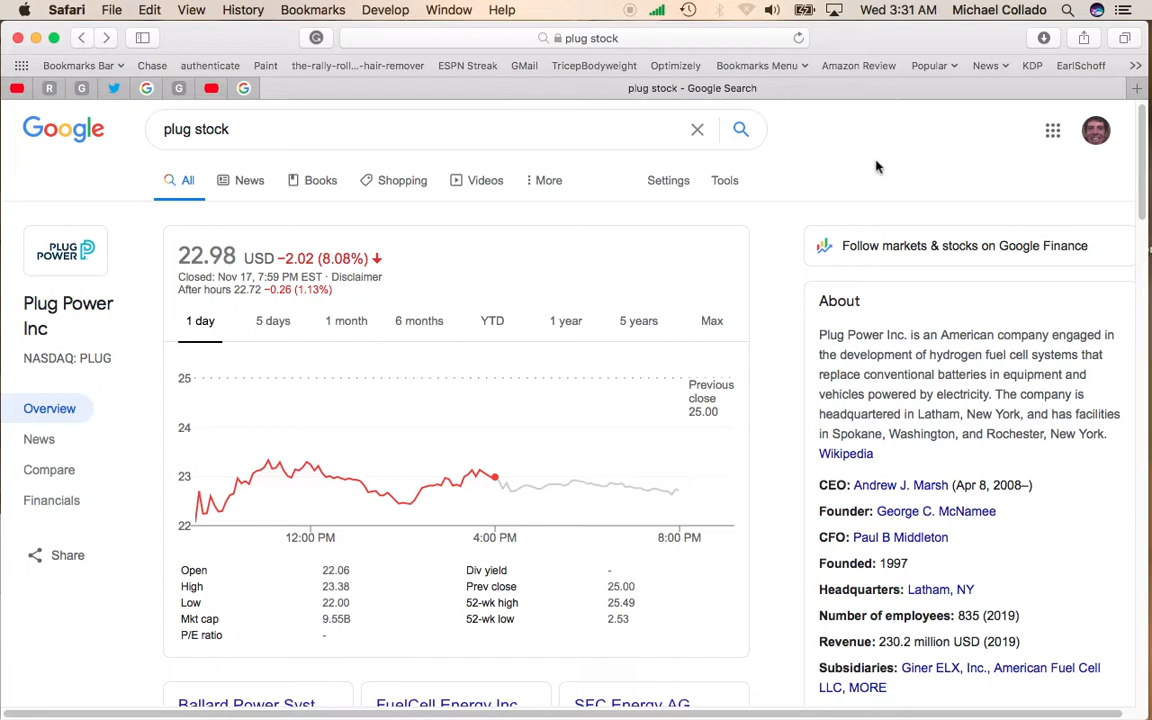 Safari File Edit View History Bookmarks Develop Window Help Wed 3:31 AM Michael Collado
plug stock
Bookmarks Bar Chase authenticate Paint the-rally-roll...-hair-remover ESPN Streak GMail TricepBodyweight Optimizely Bookmarks Menu Amazon Review Popular News KDP EarlSchoff
plug stock - Google Search
Google
plug stock
All News Books Shopping Videos More Settings Tools
PLUG POWER
Plug Power Inc
NASDAQ: PLUG
Overview
News
Compare
Financials
Share
22.98 USD −2.02 (8.08%)
Closed: Nov 17, 7:59 PM EST · Disclaimer
After hours 22.72 −0.26 (1.13%)
1 day 5 days 1 month 6 months YTD 1 year 5 years Max
25
24
23
22
Previous
close
25.00
12:00 PM 4:00 PM 8:00 PM
Open 22.06 Div yield -
High 23.38 Prev close 25.00
Low 22.00 52-wk high 25.49
Mkt cap 9.55B 52-wk low 2.53
P/E ratio -
Ballard Power Syst FuelCell Energy Inc SFC Energy AG
Follow markets & stocks on Google Finance
About
Plug Power Inc. is an American company engaged in
the development of hydrogen fuel cell systems that
replace conventional batteries in equipment and
vehicles powered by electricity. The company is
headquartered in Latham, New York, and has facilities
in Spokane, Washington, and Rochester, New York.
Wikipedia
CEO: Andrew J. Marsh (Apr 8, 2008–)
Founder: George C. McNamee
CFO: Paul B Middleton
Founded: 1997
Headquarters: Latham, NY
Number of employees: 835 (2019)
Revenue: 230.2 million USD (2019)
Subsidiaries: Giner ELX, Inc., American Fuel Cell
LLC, MORE